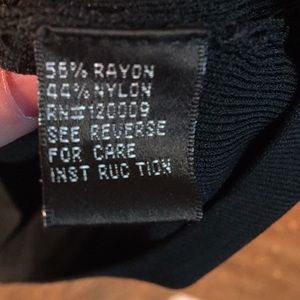 56% RAYON
44% NYLON
RN# 120009
SEE REVERSE
FOR CARE
INST RUC TION